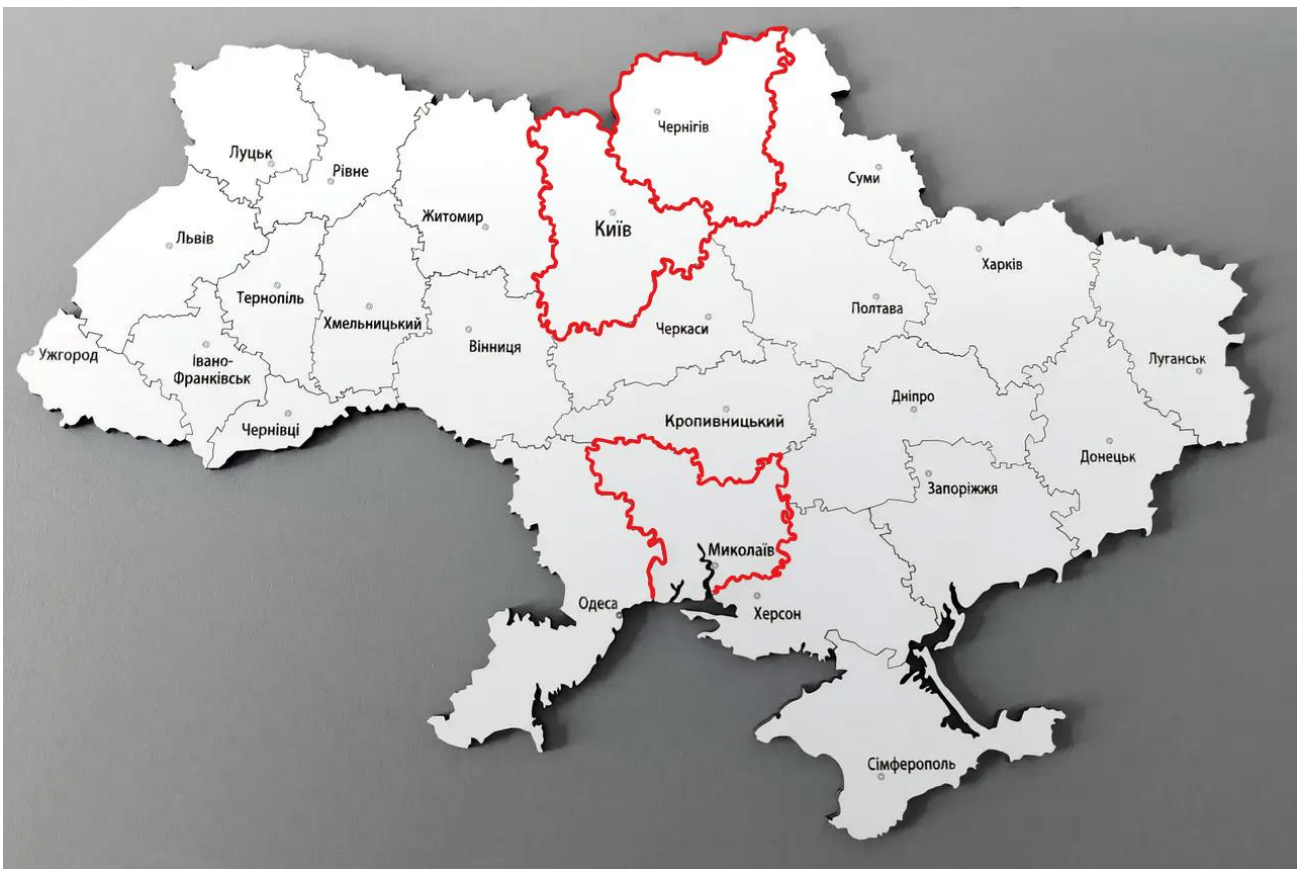 Чернігів
Луцьк
Рівне
Суми
Житомир
Київ
Львів
Харків
Тернопіль
Полтава
Хмельницький
Черкаси
Вінниця
Ужгород
Івано-
Франківськ
Луганськ
Дніпро
Чернівці
Кропивницький
Донецьк
Запоріжжя
Миколаїв
Одеса
Херсон
Сімферополь